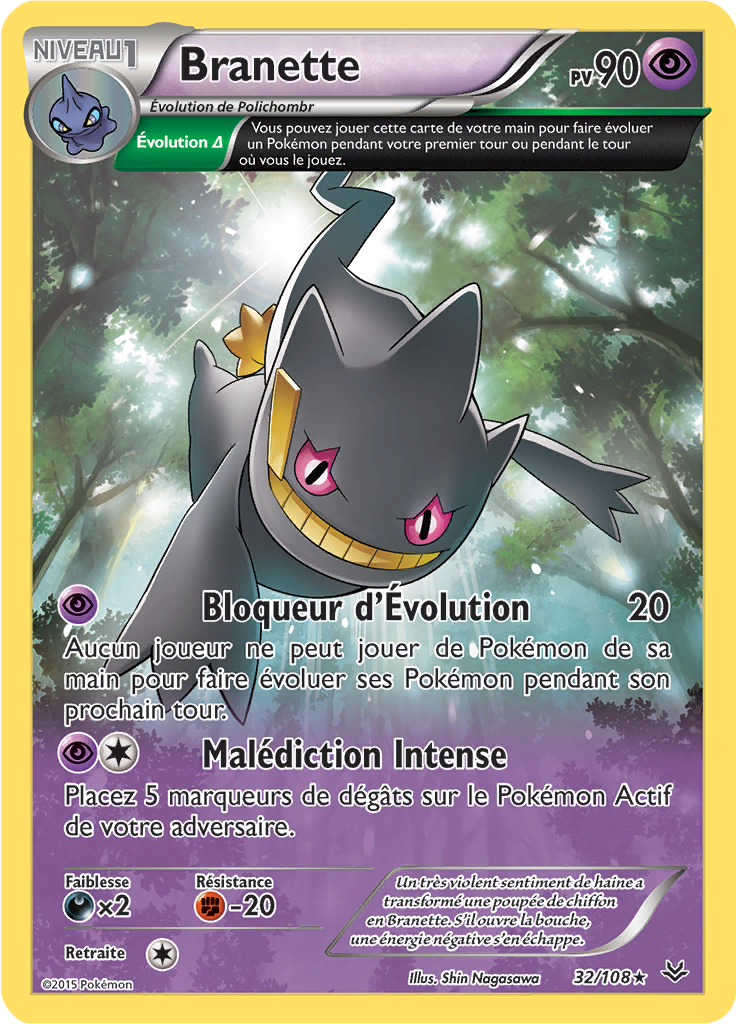 NIVEAU 1
Branette
PV 90
Évolution de Polichombr
Évolution Δ
Vous pouvez jouer cette carte de votre main pour faire évoluer
un Pokémon pendant votre premier tour ou pendant le tour
où vous le jouez.
Bloqueur d'Évolution 20
Aucun joueur ne peut jouer de Pokémon de sa
main pour faire évoluer ses Pokémon pendant son
prochain tour.
Malédiction Intense
Placez 5 marqueurs de dégâts sur le Pokémon Actif
de votre adversaire.
Faiblesse
×2
Résistance
-20
Retraite
Un très violent sentiment de haine a
transformé une poupée de chiffon
en Branette. S'il ouvre la bouche,
une énergie négative s'en échappe.
©2015 Pokémon
Illus. Shin Nagasawa
32/108★